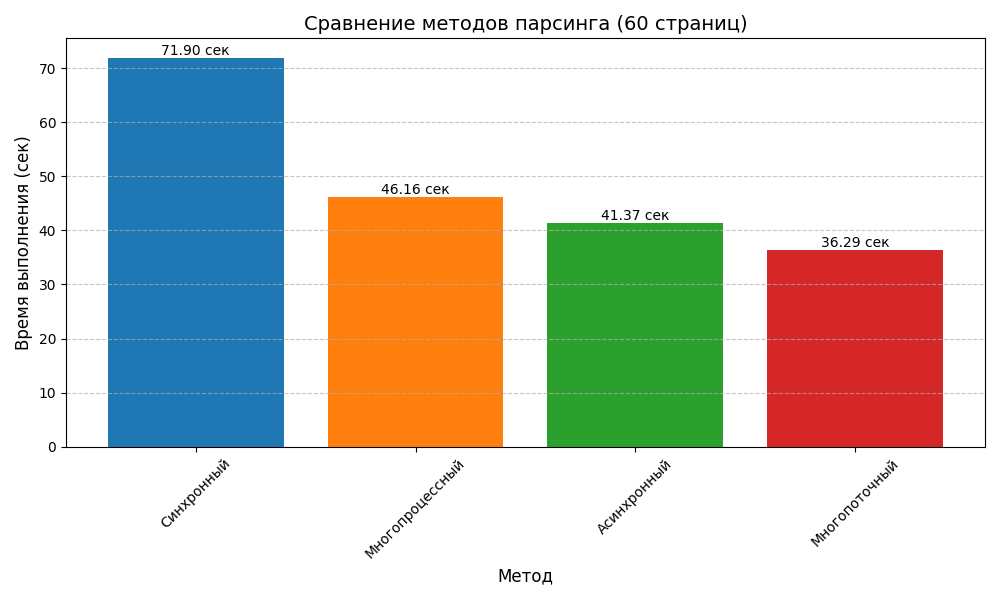 Сравнение методов парсинга (60 страниц)
Время выполнения (сек)
70
60
50
40
30
20
10
0
71.90 сек
46.16 сек
41.37 сек
36.29 сек
Синхронный
Многопроцессный
Асинхронный
Многопоточный
Метод